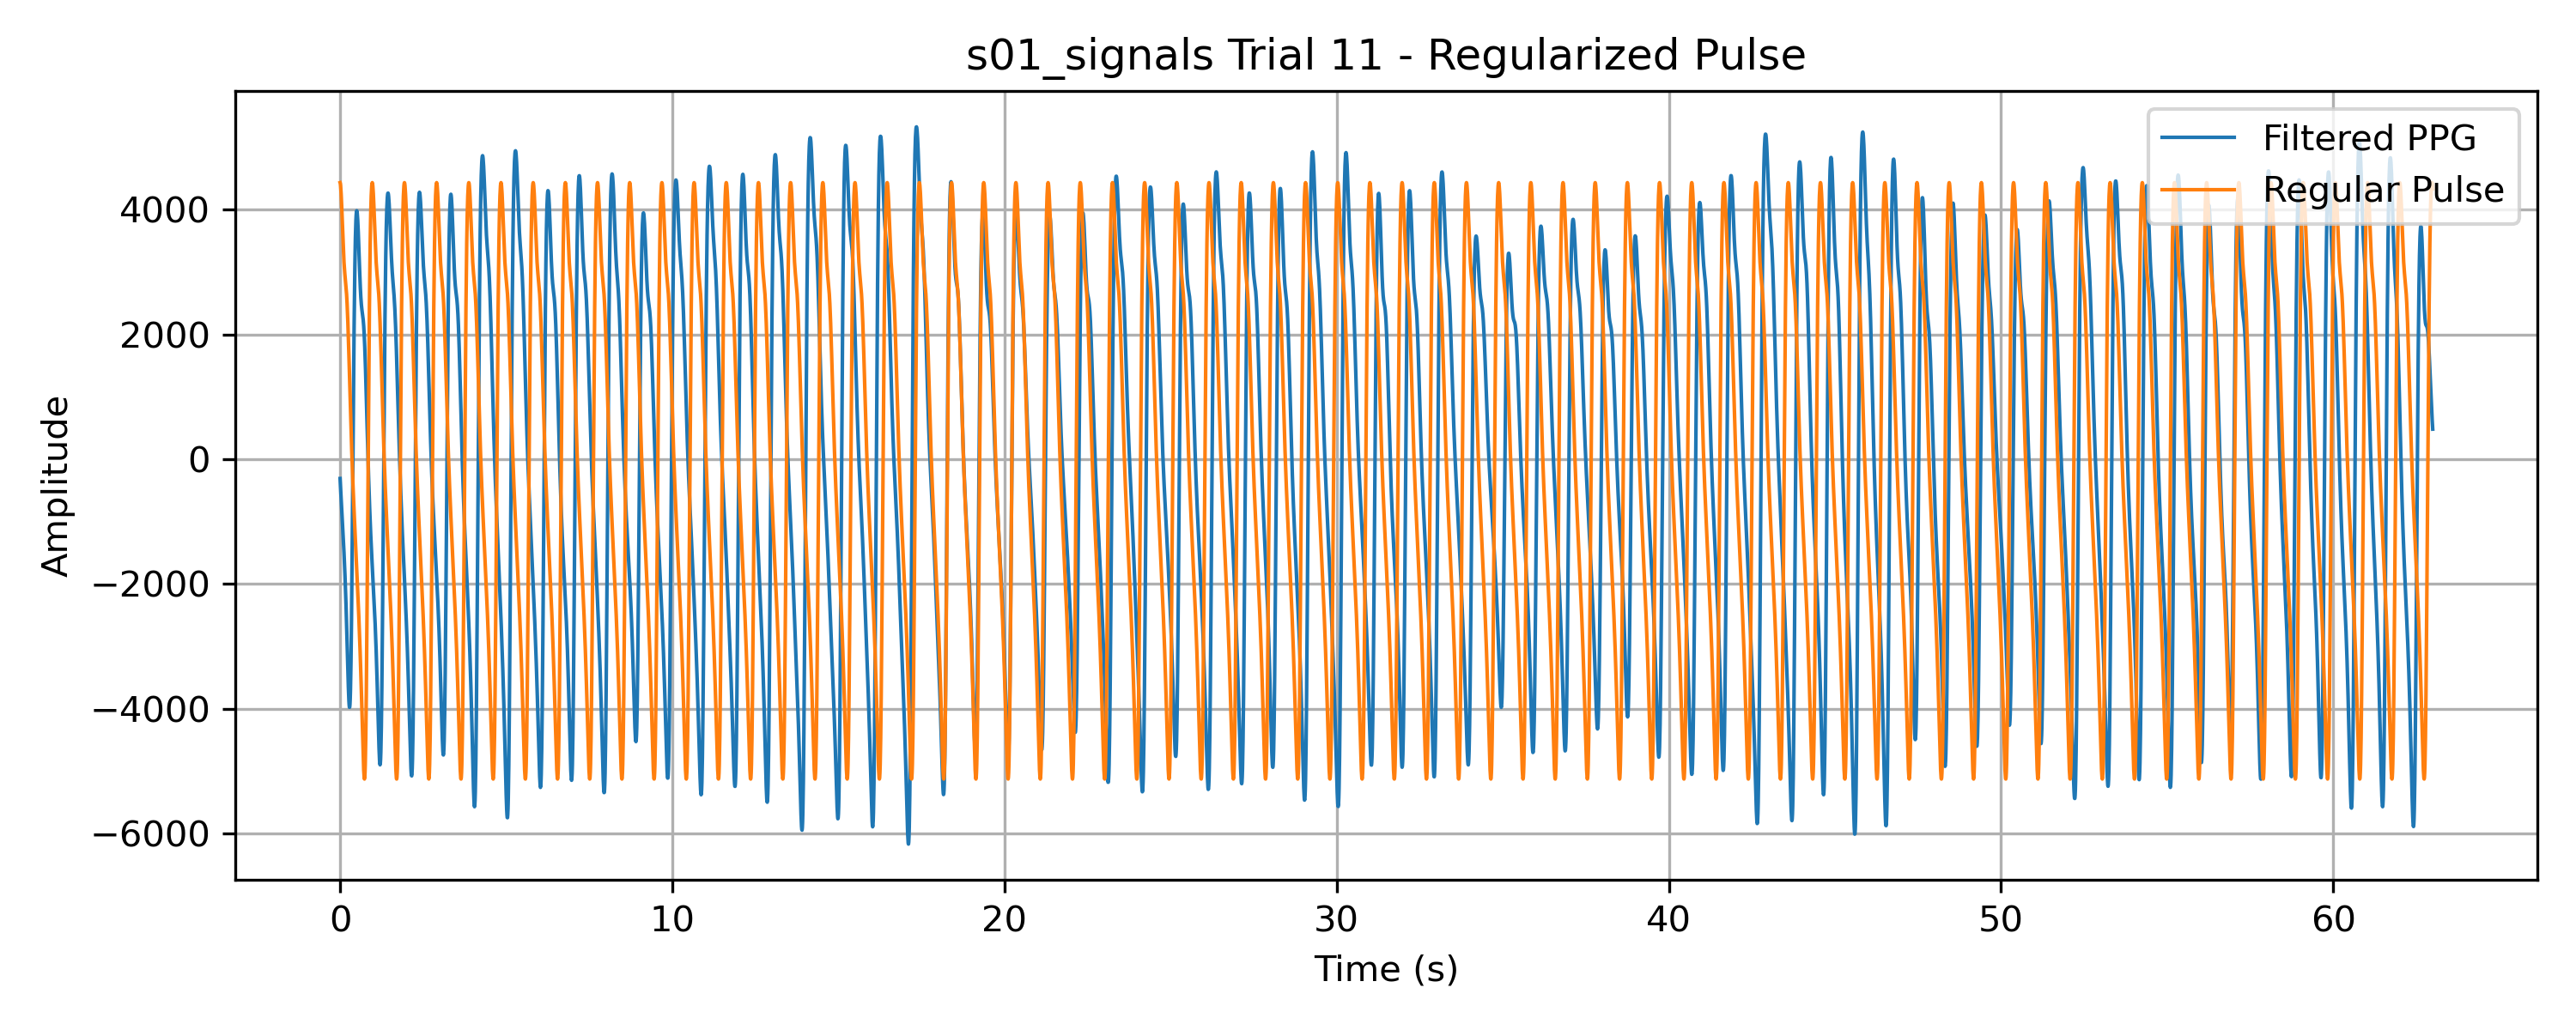 s01_signals Trial 11 - Regularized Pulse
Filtered PPG
Regular Pulse
Amplitude
4000
2000
0
−2000
−4000
−6000
0 10 20 30 40 50 60
Time (s)